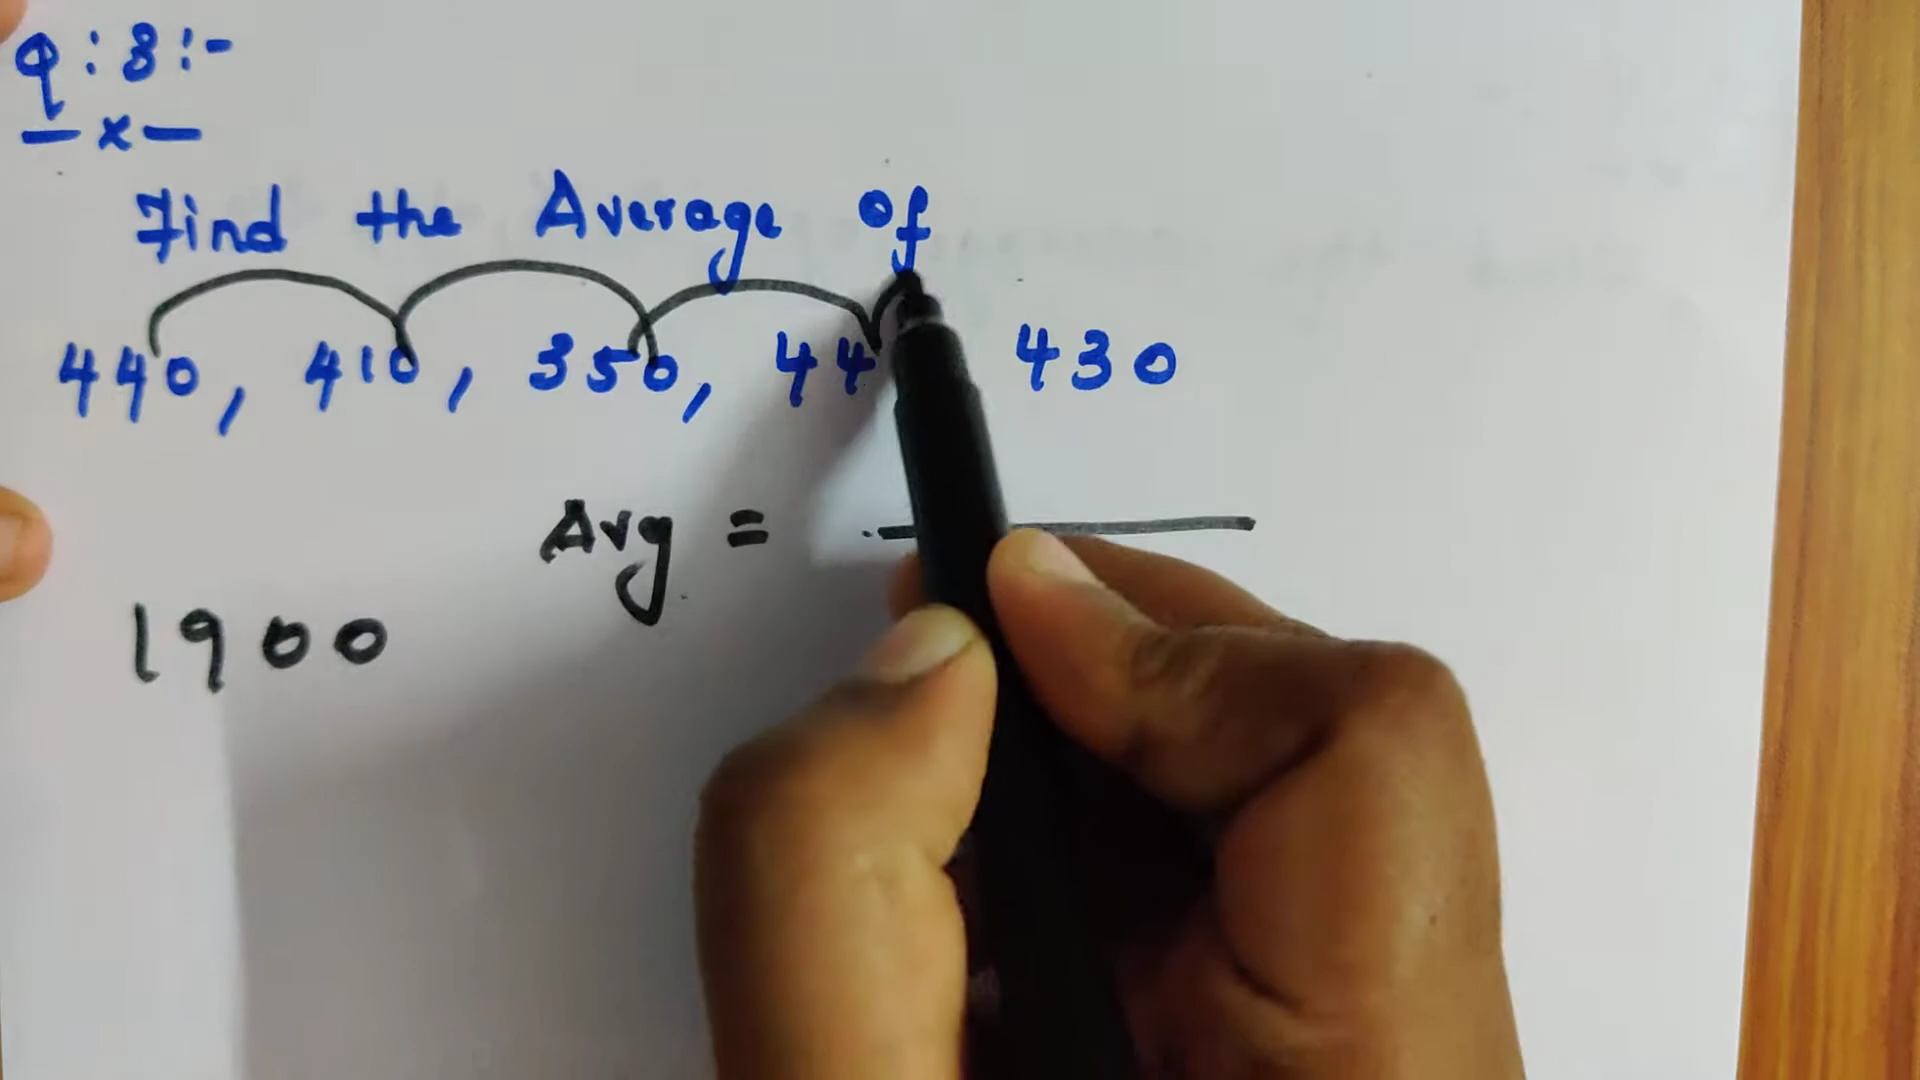 Q:8:-
—x—
Find the Average of
440, 410, 350, 44 430
Avg =
1900